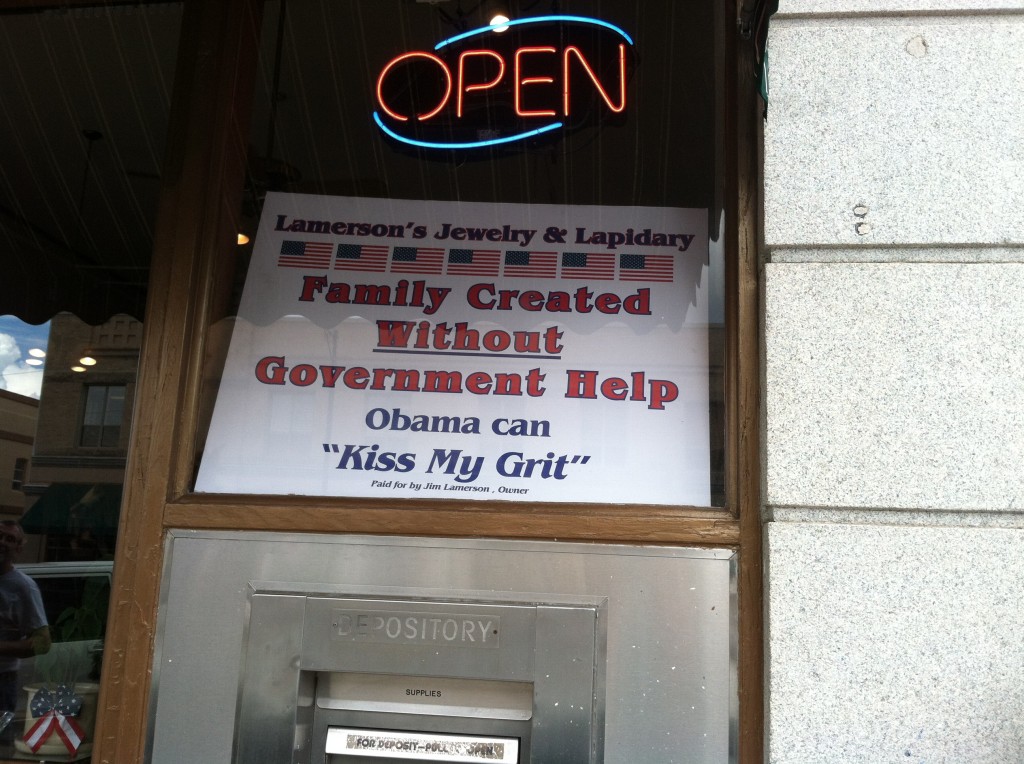 OPEN
Lamerson's Jewelry & Lapidary
Family Created
Without
Government Help
Obama can
"Kiss My Grit"
Paid for by Jim Lamerson , Owner
DEPOSITORY
SUPPLIES
FOR DEPOSIT-PULL OPEN